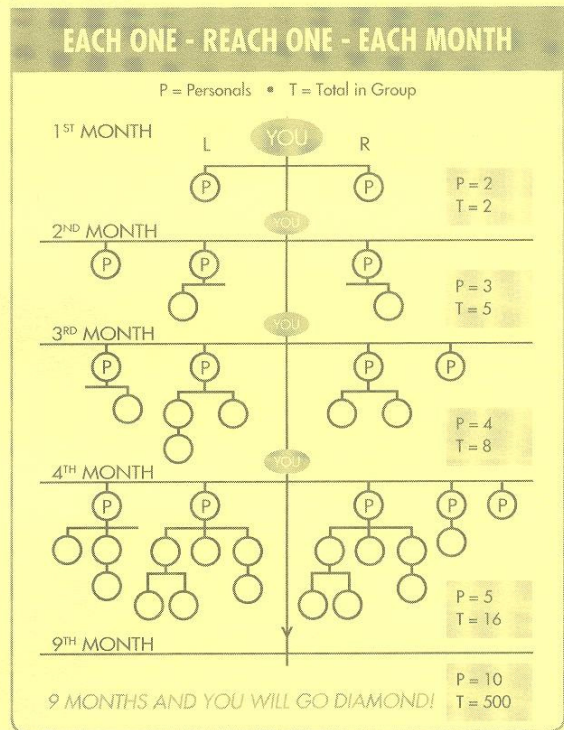 EACH ONE - REACH ONE - EACH MONTH
P = Personals • T = Total in Group
1ST MONTH
L
YOU
R
P
P
P = 2
T = 2
YOU
2ND MONTH
P
P
P
P = 3
T = 5
YOU
3RD MONTH
P
P
P
P
P = 4
T = 8
YOU
4TH MONTH
P
P
P
P
P
P = 5
T = 16
9TH MONTH
P = 10
9 MONTHS AND YOU WILL GO DIAMOND!
T = 500